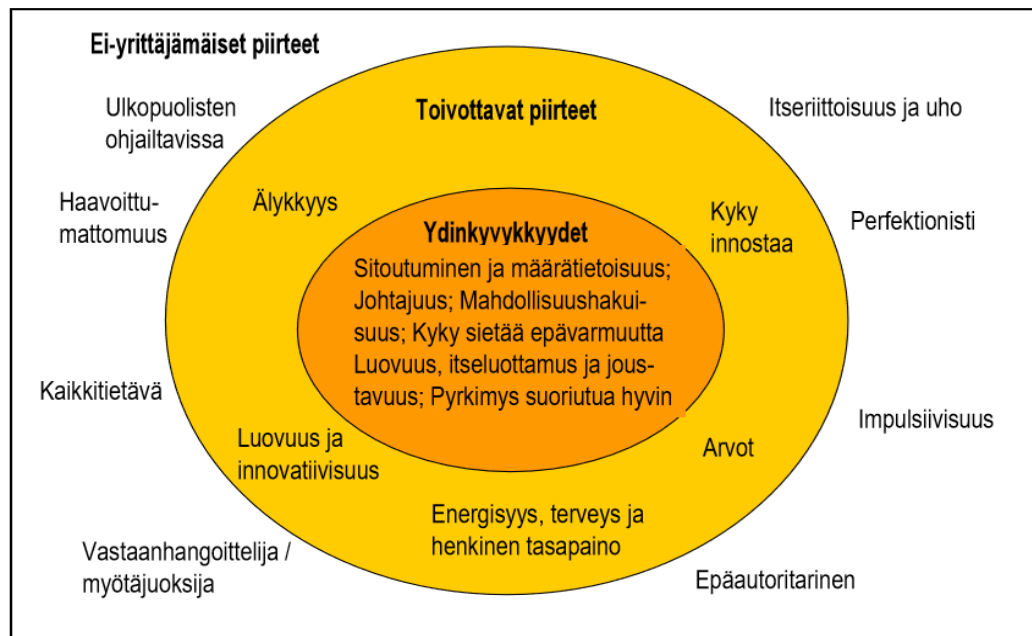 Ei-yrittäjämäiset piirteet
Ulkopuolisten
ohjailtavissa
Toivottavat piirteet
Itseriittoisuus ja uho
Haavoittu-
mattomuus
Älykkyys
Kyky
innostaa
Perfektionisti
Ydinkyvykkyydet
Sitoutuminen ja määrätietoisuus;
Johtajuus; Mahdollisuushakui-
suus; Kyky sietää epävarmuutta
Luovuus, itseluottamus ja jous-
tavuus; Pyrkimys suoriutua hyvin
Kaikkitietävä
Impulsiivisuus
Luovuus ja
innovatiivisuus
Arvot
Energisyys, terveys ja
henkinen tasapaino
Vastaanhangoittelija /
myötäjuoksija
Epäautoritarinen